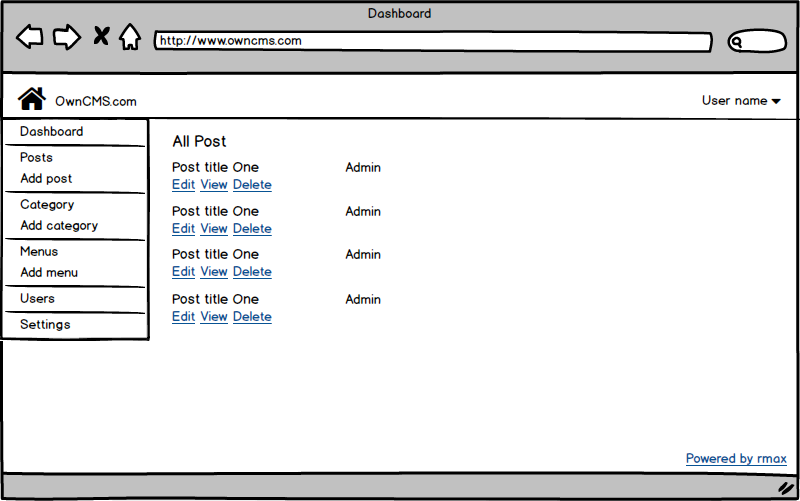 Dashboard
http://www.owncms.com
OwnCMS.com
User name
Dashboard
Posts
Add post
Category
Add category
Menus
Add menu
Users
Settings
All Post
Post title One Admin
Edit View Delete
Post title One Admin
Edit View Delete
Post title One Admin
Edit View Delete
Post title One Admin
Edit View Delete
Powered by rmax